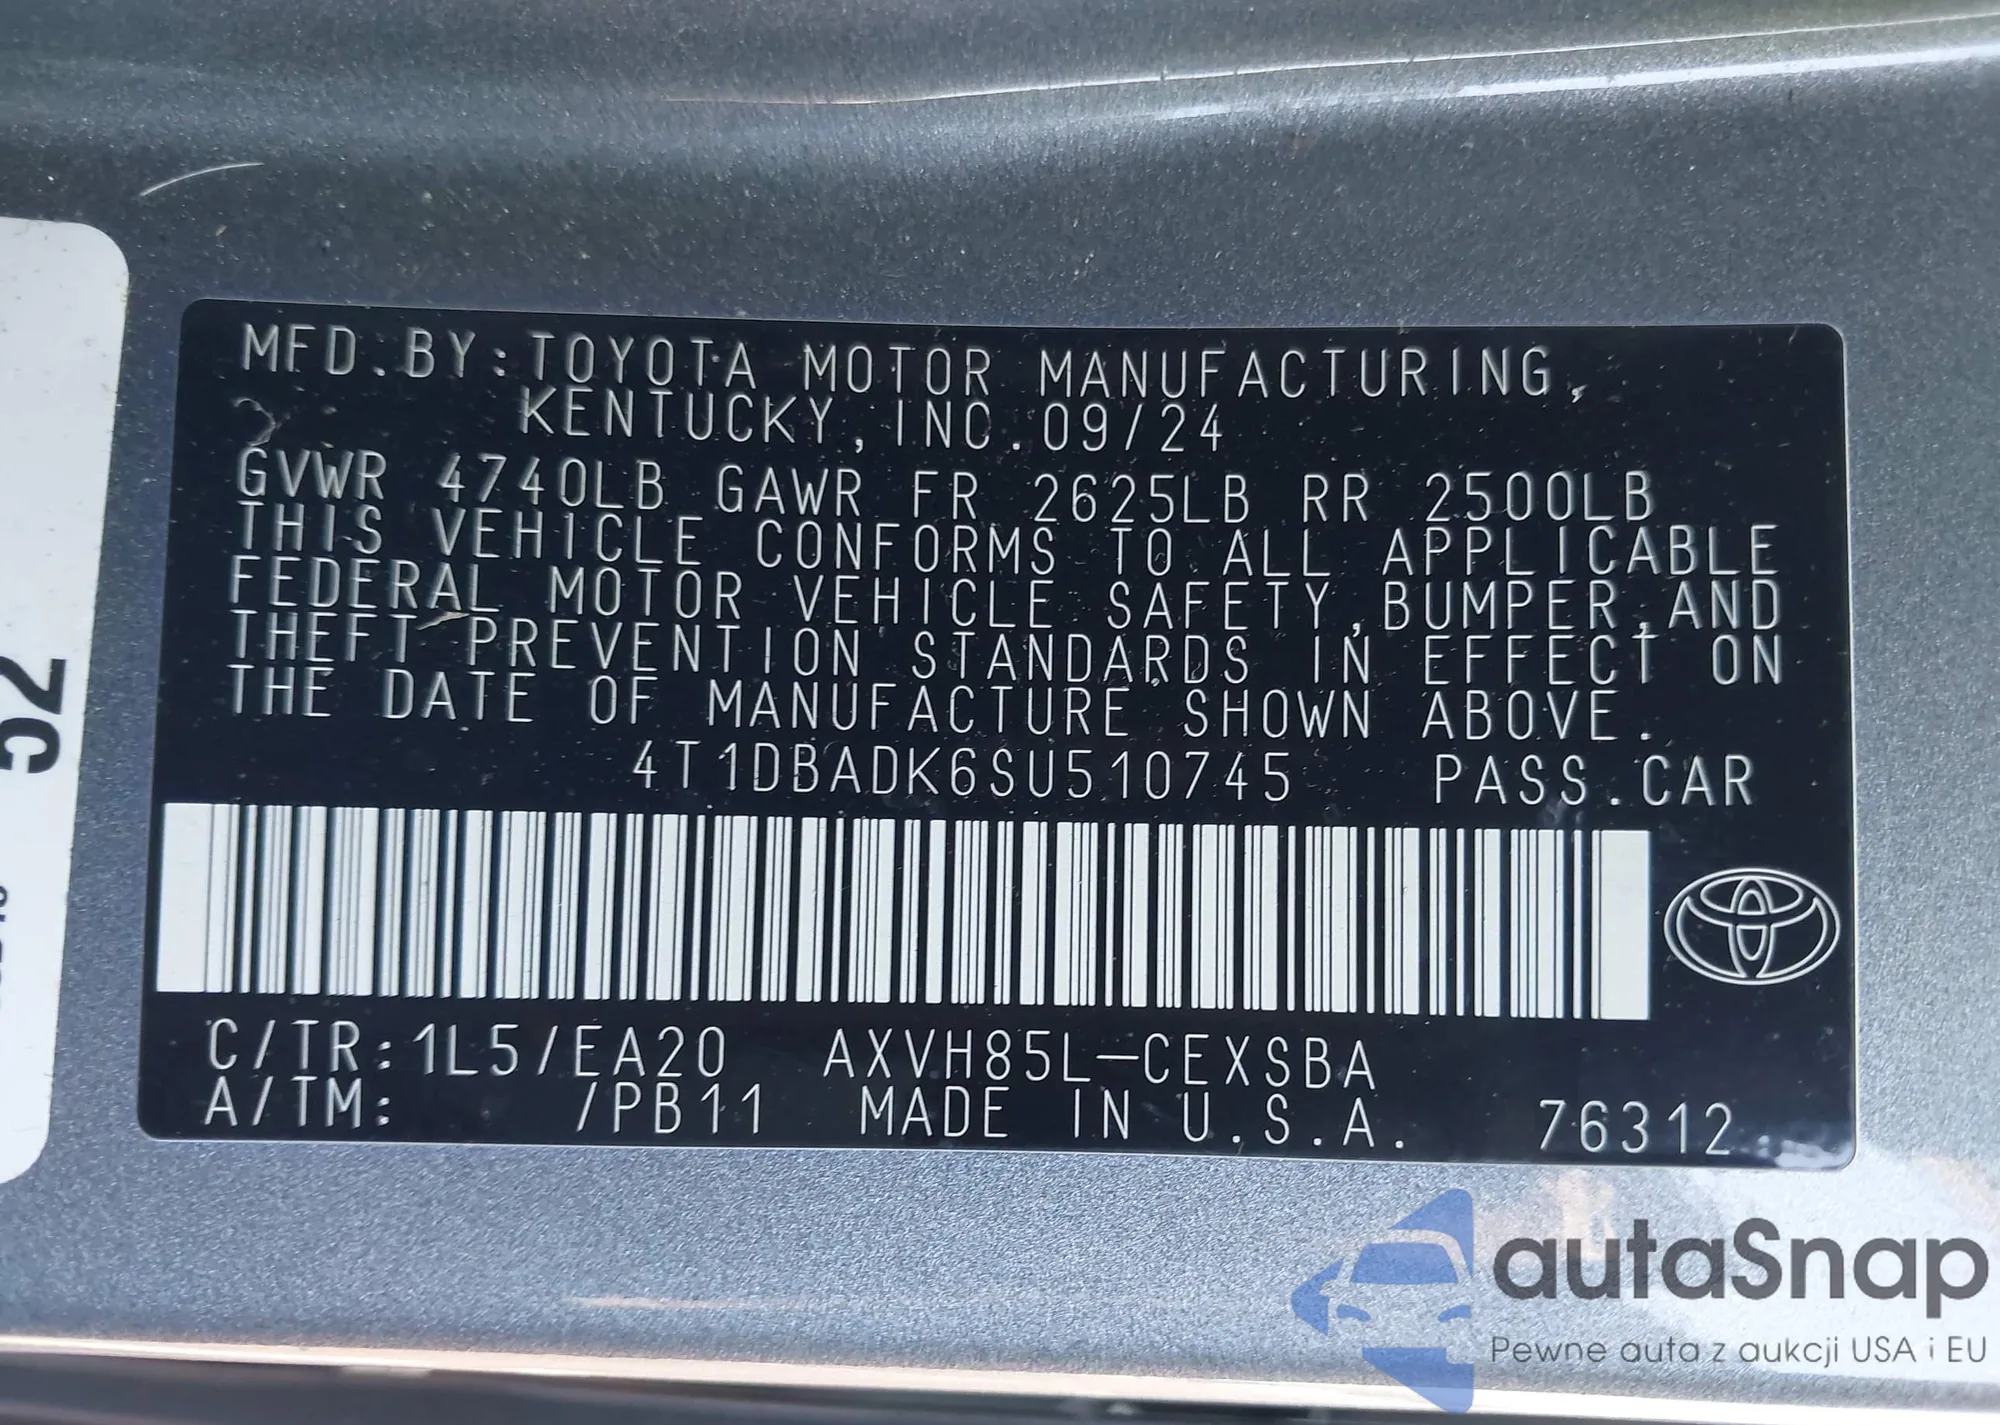 MFD.BY:TOYOTA MOTOR MANUFACTURING,
KENTUCKY, INC.09/24
GVWR 4740LB GAWR FR 2625LB RR 2500LB
THIS VEHICLE CONFORMS TO ALL APPLICABLE
FEDERAL MOTOR VEHICLE SAFETY,BUMPER,AND
THEFT PREVENTION STANDARDS IN EFFECT ON
THE DATE OF MANUFACTURE SHOWN ABOVE.
4T1DBADK6SU510745 PASS.CAR
C/TR:1L5/EA20 AXVH85L-CEXSBA
A/TM: /PB11 MADE IN U.S.A. 76312
52
autaSnap
Pewne auta z aukcji USA i EU